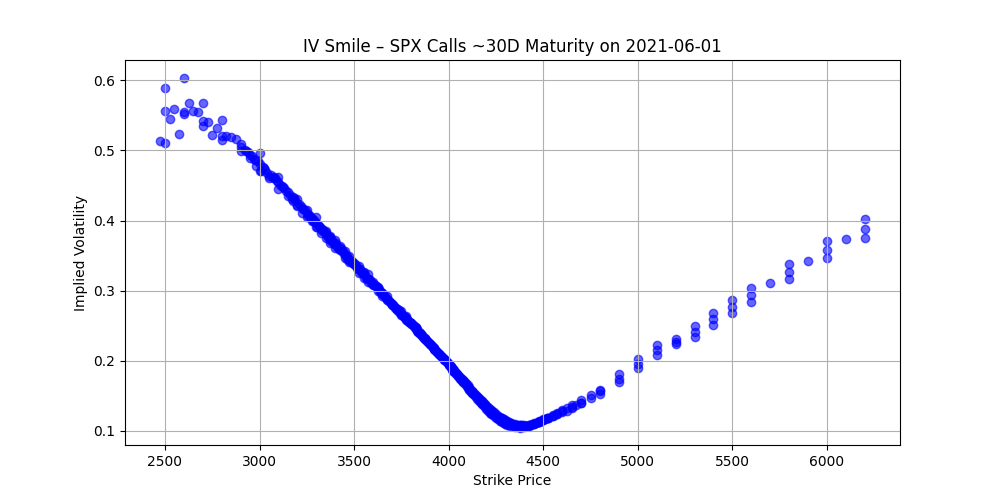 IV Smile – SPX Calls ~30D Maturity on 2021-06-01
Implied Volatility
0.6
0.5
0.4
0.3
0.2
0.1
2500 3000 3500 4000 4500 5000 5500 6000
Strike Price